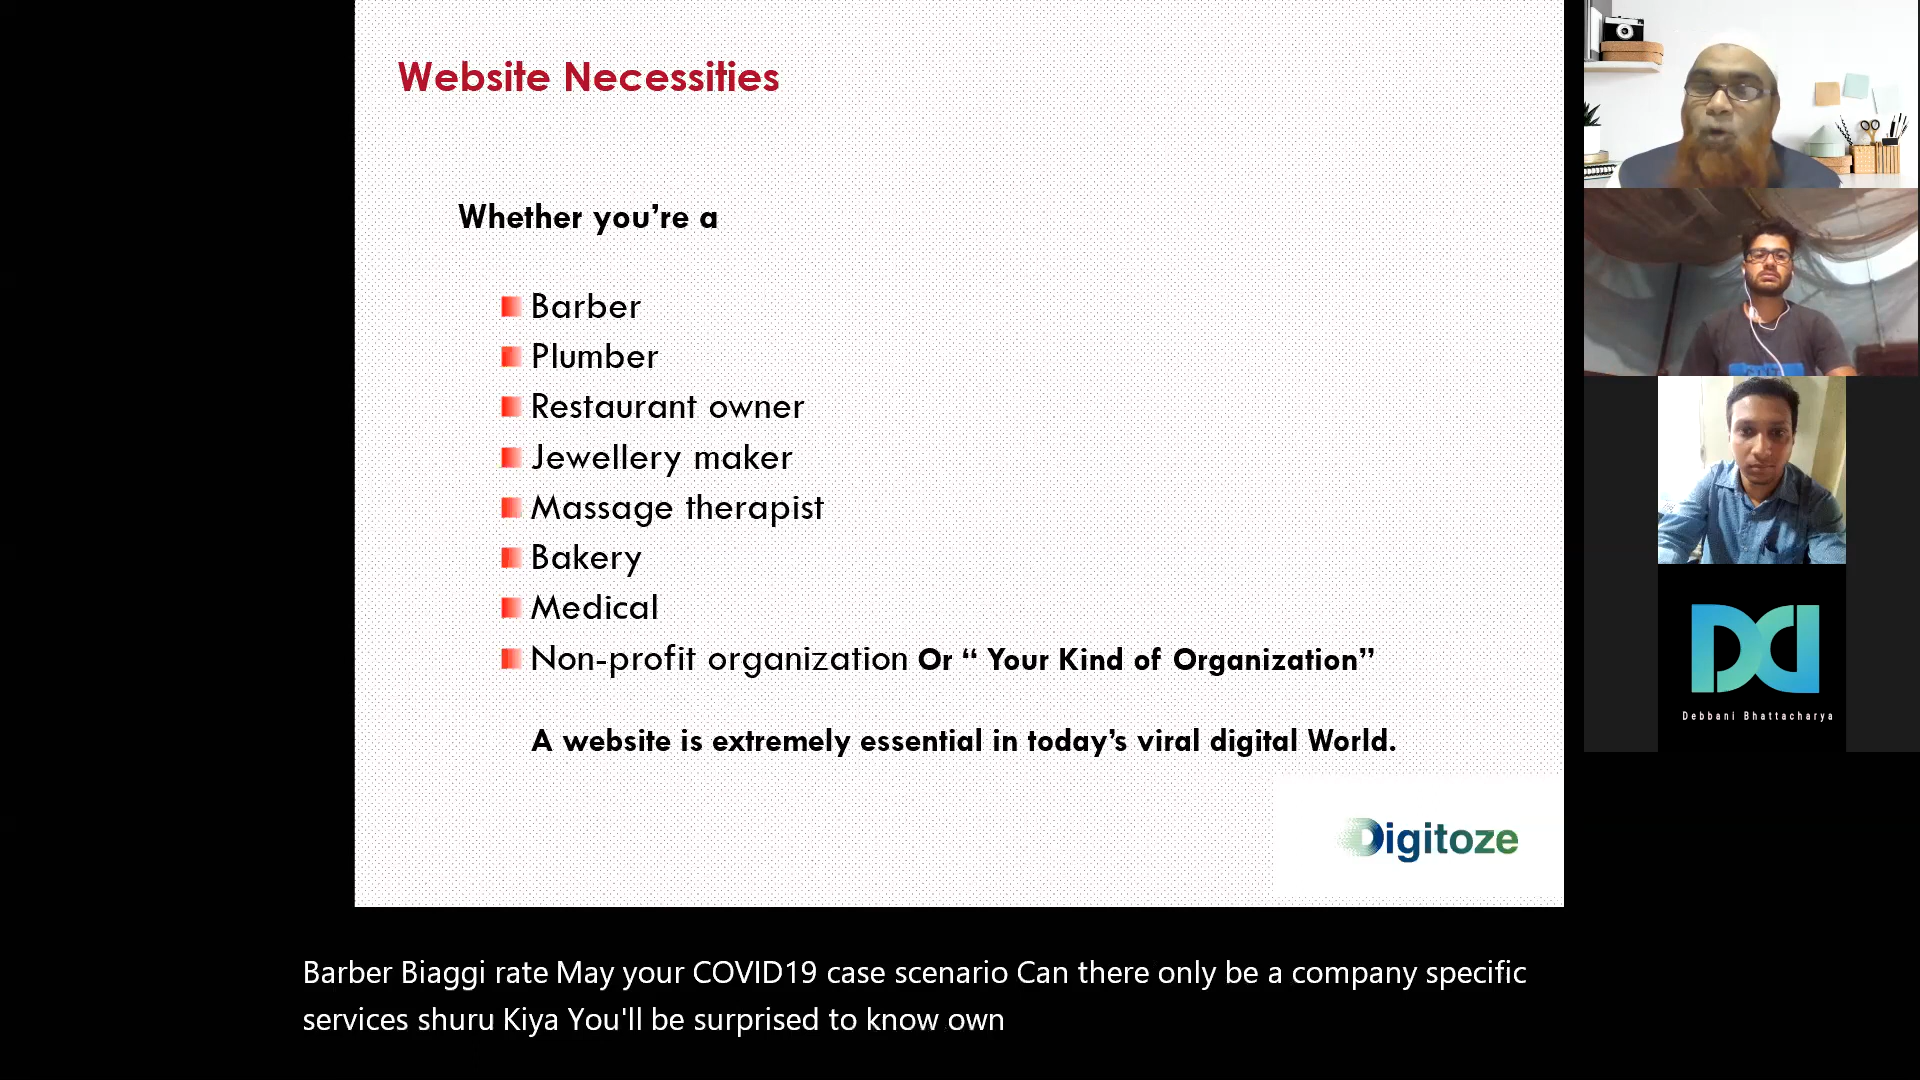 Website Necessities
Whether you’re a
Barber
Plumber
Restaurant owner
Jewellery maker
Massage therapist
Bakery
Medical
Non-profit organization Or “ Your Kind of Organization”
A website is extremely essential in today’s viral digital World.
Digitoze
Debbani Bhattacharya
Barber Biaggi rate May your COVID19 case scenario Can there only be a company specific
services shuru Kiya You'll be surprised to know own